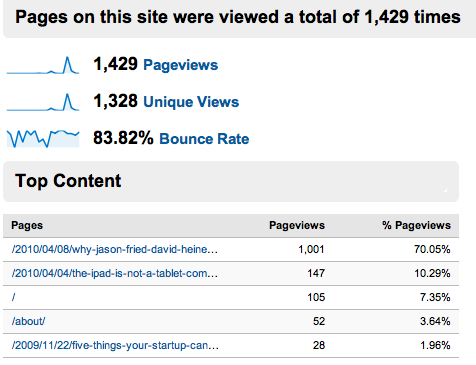 Pages on this site were viewed a total of 1,429 times
1,429 Pageviews
1,328 Unique Views
83.82% Bounce Rate
Top Content
Pages Pageviews % Pageviews
/2010/04/08/why-jason-fried-david-heine... 1,001 70.05%
/2010/04/04/the-ipad-is-not-a-tablet-com... 147 10.29%
/ 105 7.35%
/about/ 52 3.64%
/2009/11/22/five-things-your-startup-can... 28 1.96%